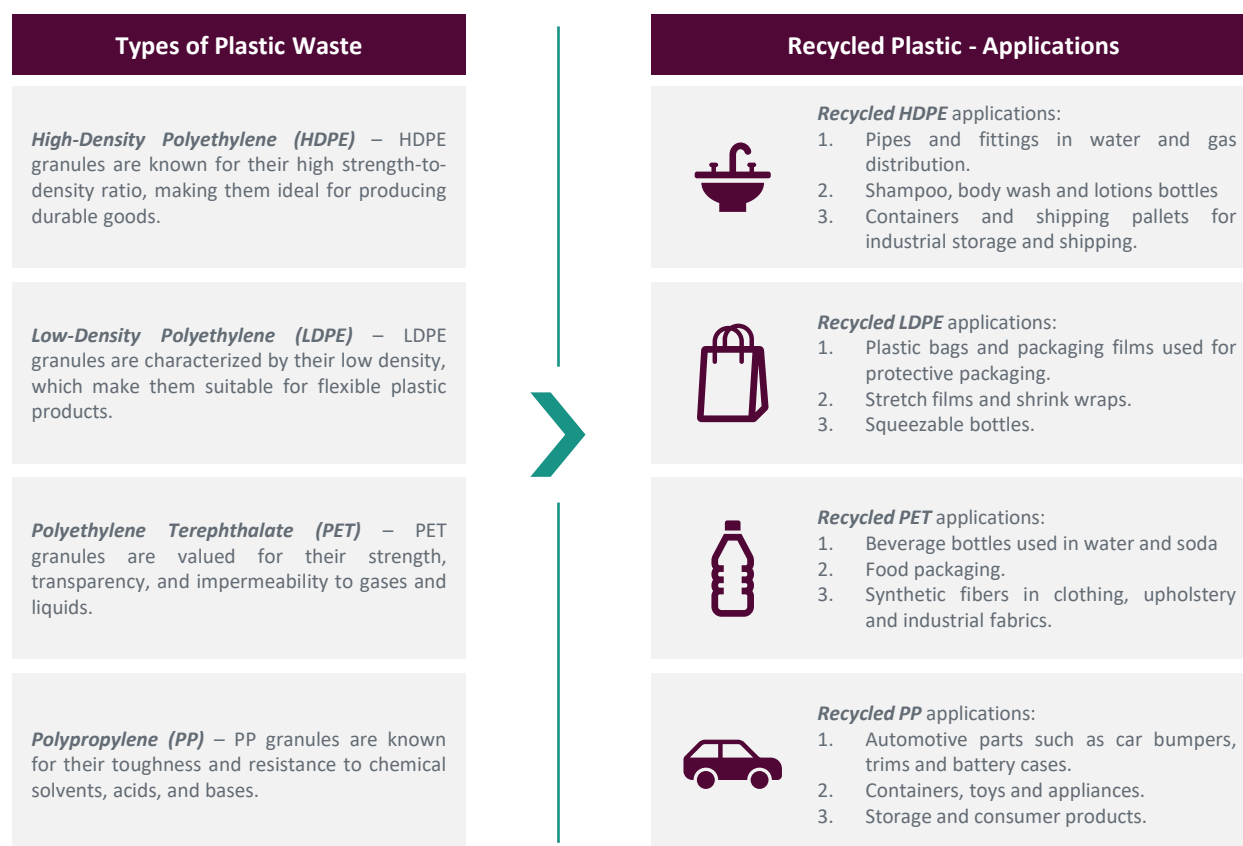 Types of Plastic Waste
Recycled Plastic - Applications
High-Density Polyethylene (HDPE) – HDPE
granules are known for their high strength-to-
density ratio, making them ideal for producing
durable goods.
Recycled HDPE applications:
1. Pipes and fittings in water and gas
distribution.
2. Shampoo, body wash and lotions bottles
3. Containers and shipping pallets for
industrial storage and shipping.
Low-Density Polyethylene (LDPE) – LDPE
granules are characterized by their low density,
which make them suitable for flexible plastic
products.
Recycled LDPE applications:
1. Plastic bags and packaging films used for
protective packaging.
2. Stretch films and shrink wraps.
3. Squeezable bottles.
Polyethylene Terephthalate (PET) – PET
granules are valued for their strength,
transparency, and impermeability to gases and
liquids.
Recycled PET applications:
1. Beverage bottles used in water and soda
2. Food packaging.
3. Synthetic fibers in clothing, upholstery
and industrial fabrics.
Polypropylene (PP) – PP granules are known
for their toughness and resistance to chemical
solvents, acids, and bases.
Recycled PP applications:
1. Automotive parts such as car bumpers,
trims and battery cases.
2. Containers, toys and appliances.
3. Storage and consumer products.